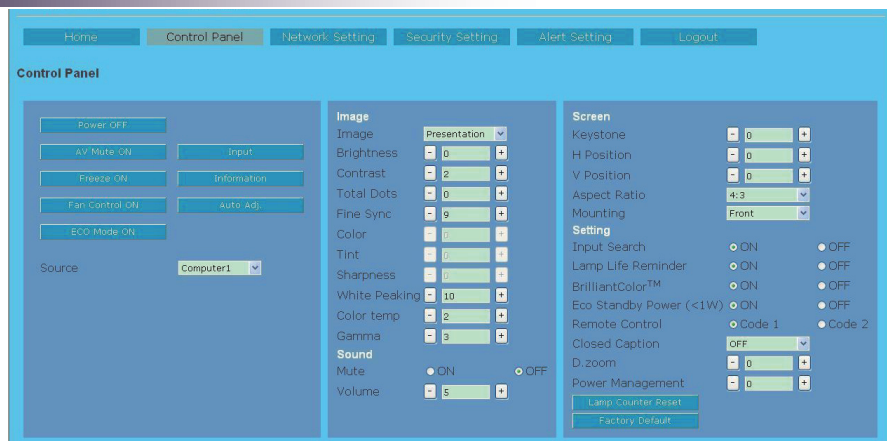 Home Control Panel Network Setting Security Setting Alert Setting Logout
Control Panel
Power OFF
AV Mute ON Input
Freeze ON Information
Fan Control ON Auto Adj.
ECO Mode ON
Source Computer1
Image
Image Presentation
Brightness - 0 +
Contrast - 2 +
Total Dots - 0 +
Fine Sync - 9 +
Color - 0 +
Tint - 0 +
Sharpness - 0 +
White Peaking - 10 +
Color temp - 2 +
Gamma - 3 +
Sound
Mute ON OFF
Volume - 5 +
Screen
Keystone - 0 +
H Position - 0 +
V Position - 0 +
Aspect Ratio 4:3
Mounting Front
Setting
Input Search ON OFF
Lamp Life Reminder ON OFF
BrilliantColor™ ON OFF
Eco Standby Power (<1W) ON OFF
Remote Control Code 1 Code 2
Closed Caption OFF
D.zoom - 0 +
Power Management - 0 +
Lamp Counter Reset
Factory Default